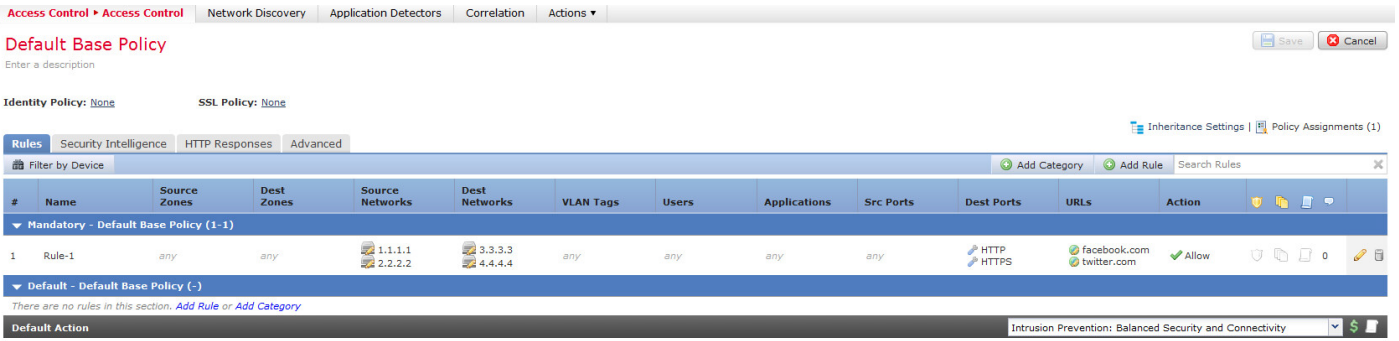 Access Control ▸ Access Control Network Discovery Application Detectors Correlation Actions ▾
Default Base Policy
Save Cancel
Enter a description
Identity Policy: None SSL Policy: None
Inheritance Settings | Policy Assignments (1)
Rules Security Intelligence HTTP Responses Advanced
Filter by Device Add Category Add Rule Search Rules
# Name Source Zones Dest Zones Source Networks Dest Networks VLAN Tags Users Applications Src Ports Dest Ports URLs Action
Mandatory - Default Base Policy (1-1)
1 Rule-1 any any 1.1.1.1 3.3.3.3 any any any any HTTP facebook.com Allow 0
2.2.2.2 4.4.4.4 HTTPS twitter.com
Default - Default Base Policy (-)
There are no rules in this section. Add Rule or Add Category
Default Action Intrusion Prevention: Balanced Security and Connectivity $